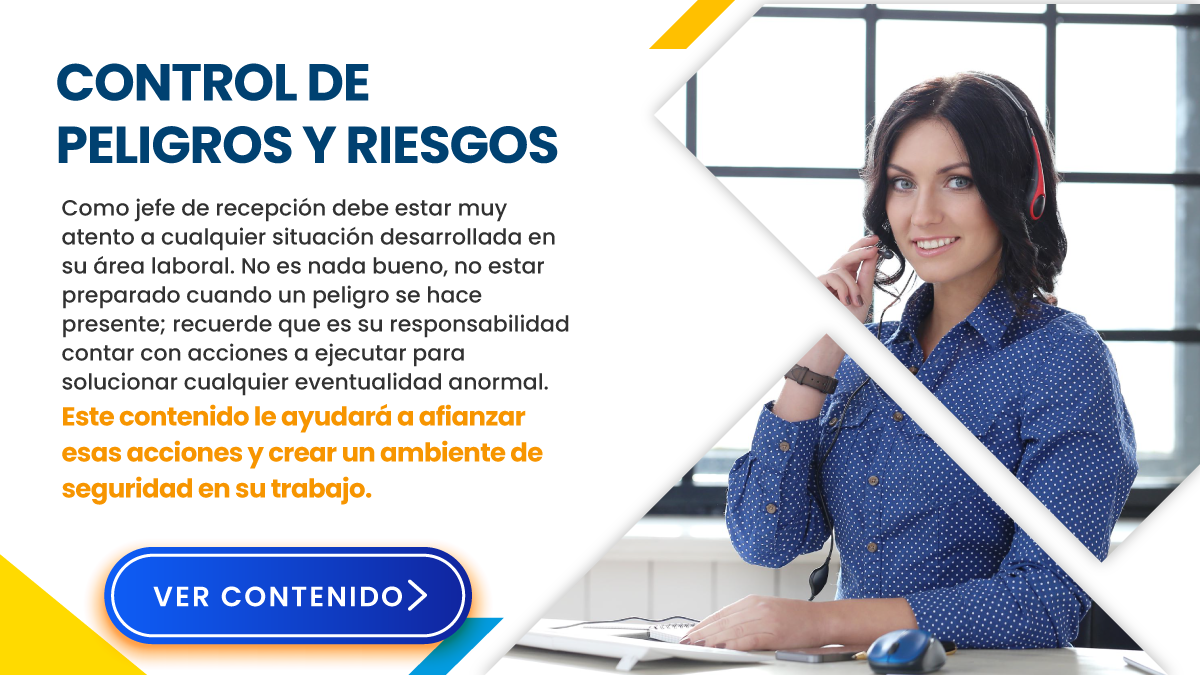 CONTROL DE
PELIGROS Y RIESGOS
Como jefe de recepción debe estar muy
atento a cualquier situación desarrollada en
su área laboral. No es nada bueno, no estar
preparado cuando un peligro se hace
presente; recuerde que es su responsabilidad
contar con acciones a ejecutar para
solucionar cualquier eventualidad anormal.
Este contenido le ayudará a afianzar
esas acciones y crear un ambiente de
seguridad en su trabajo.
VER CONTENIDO